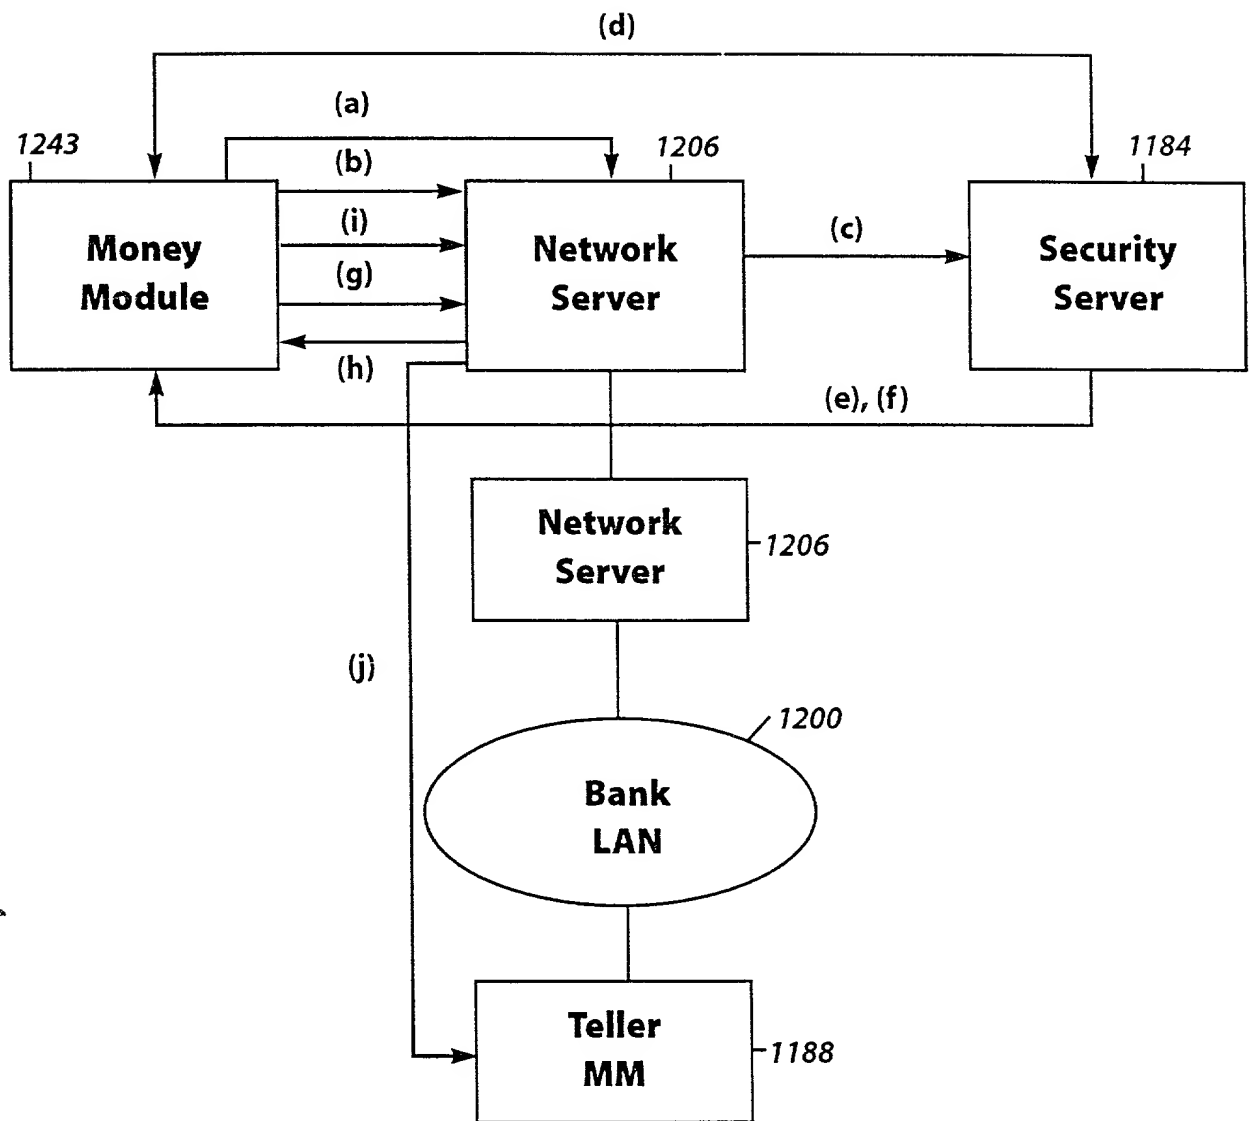 (d)
(a)
1243
1206
1184
(b)
(i)
(c)
Money
Module
Network
Server
Security
Server
(g)
(h)
(e), (f)
Network
Server
1206
(j)
1200
Bank
LAN
Teller
MM
1188